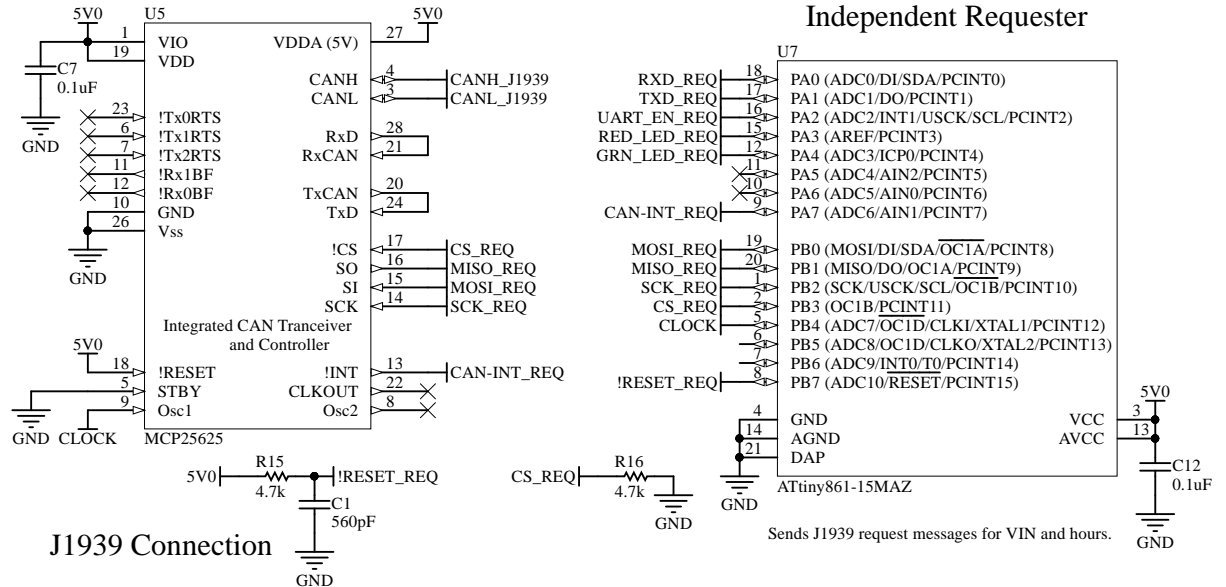 5V0
U5
5V0
Independent Requester
1 VIO
19 VDD
VDDA (5V) 27
C7
0.1uF
GND
CANH 4 CANH_J1939
CANL 3 CANL_J1939
23 !Tx0RTS
6 !Tx1RTS
7 !Tx2RTS
11 !Rx1BF
12 !Rx0BF
10 GND
26 Vss
GND
RxD 28
RxCAN 21
TxCAN 20
TxD 24
!CS 17 CS_REQ
SO 16 MISO_REQ
SI 15 MOSI_REQ
SCK 14 SCK_REQ
Integrated CAN Tranceiver
and Controller
5V0
18 !RESET
5 STBY
9 Osc1
GND
CLOCK
!INT 13 CAN-INT_REQ
CLKOUT 22
Osc2 8
MCP25625
U7
RXD_REQ 18 PA0 (ADC0/DI/SDA/PCINT0)
TXD_REQ 17 PA1 (ADC1/DO/PCINT1)
UART_EN_REQ 16 PA2 (ADC2/INT1/USCK/SCL/PCINT2)
RED_LED_REQ 15 PA3 (AREF/PCINT3)
GRN_LED_REQ 12 PA4 (ADC3/ICP0/PCINT4)
11 PA5 (ADC4/AIN2/PCINT5)
10 PA6 (ADC5/AIN0/PCINT6)
CAN-INT_REQ 9 PA7 (ADC6/AIN1/PCINT7)
MOSI_REQ 19 PB0 (MOSI/DI/SDA/OC1A/PCINT8)
MISO_REQ 20 PB1 (MISO/DO/OC1A/PCINT9)
SCK_REQ 1 PB2 (SCK/USCK/SCL/OC1B/PCINT10)
CS_REQ 2 PB3 (OC1B/PCINT11)
CLOCK 5 PB4 (ADC7/OC1D/CLKI/XTAL1/PCINT12)
6 PB5 (ADC8/OC1D/CLKO/XTAL2/PCINT13)
7 PB6 (ADC9/INT0/T0/PCINT14)
!RESET_REQ 8 PB7 (ADC10/RESET/PCINT15)
4 GND
14 AGND
21 DAP
GND
5V0
VCC 3
AVCC 13
C12
0.1uF
GND
ATtiny861-15MAZ
5V0 R15 !RESET_REQ
4.7k
C1
560pF
GND
CS_REQ R16
4.7k
GND
J1939 Connection
Sends J1939 request messages for VIN and hours.